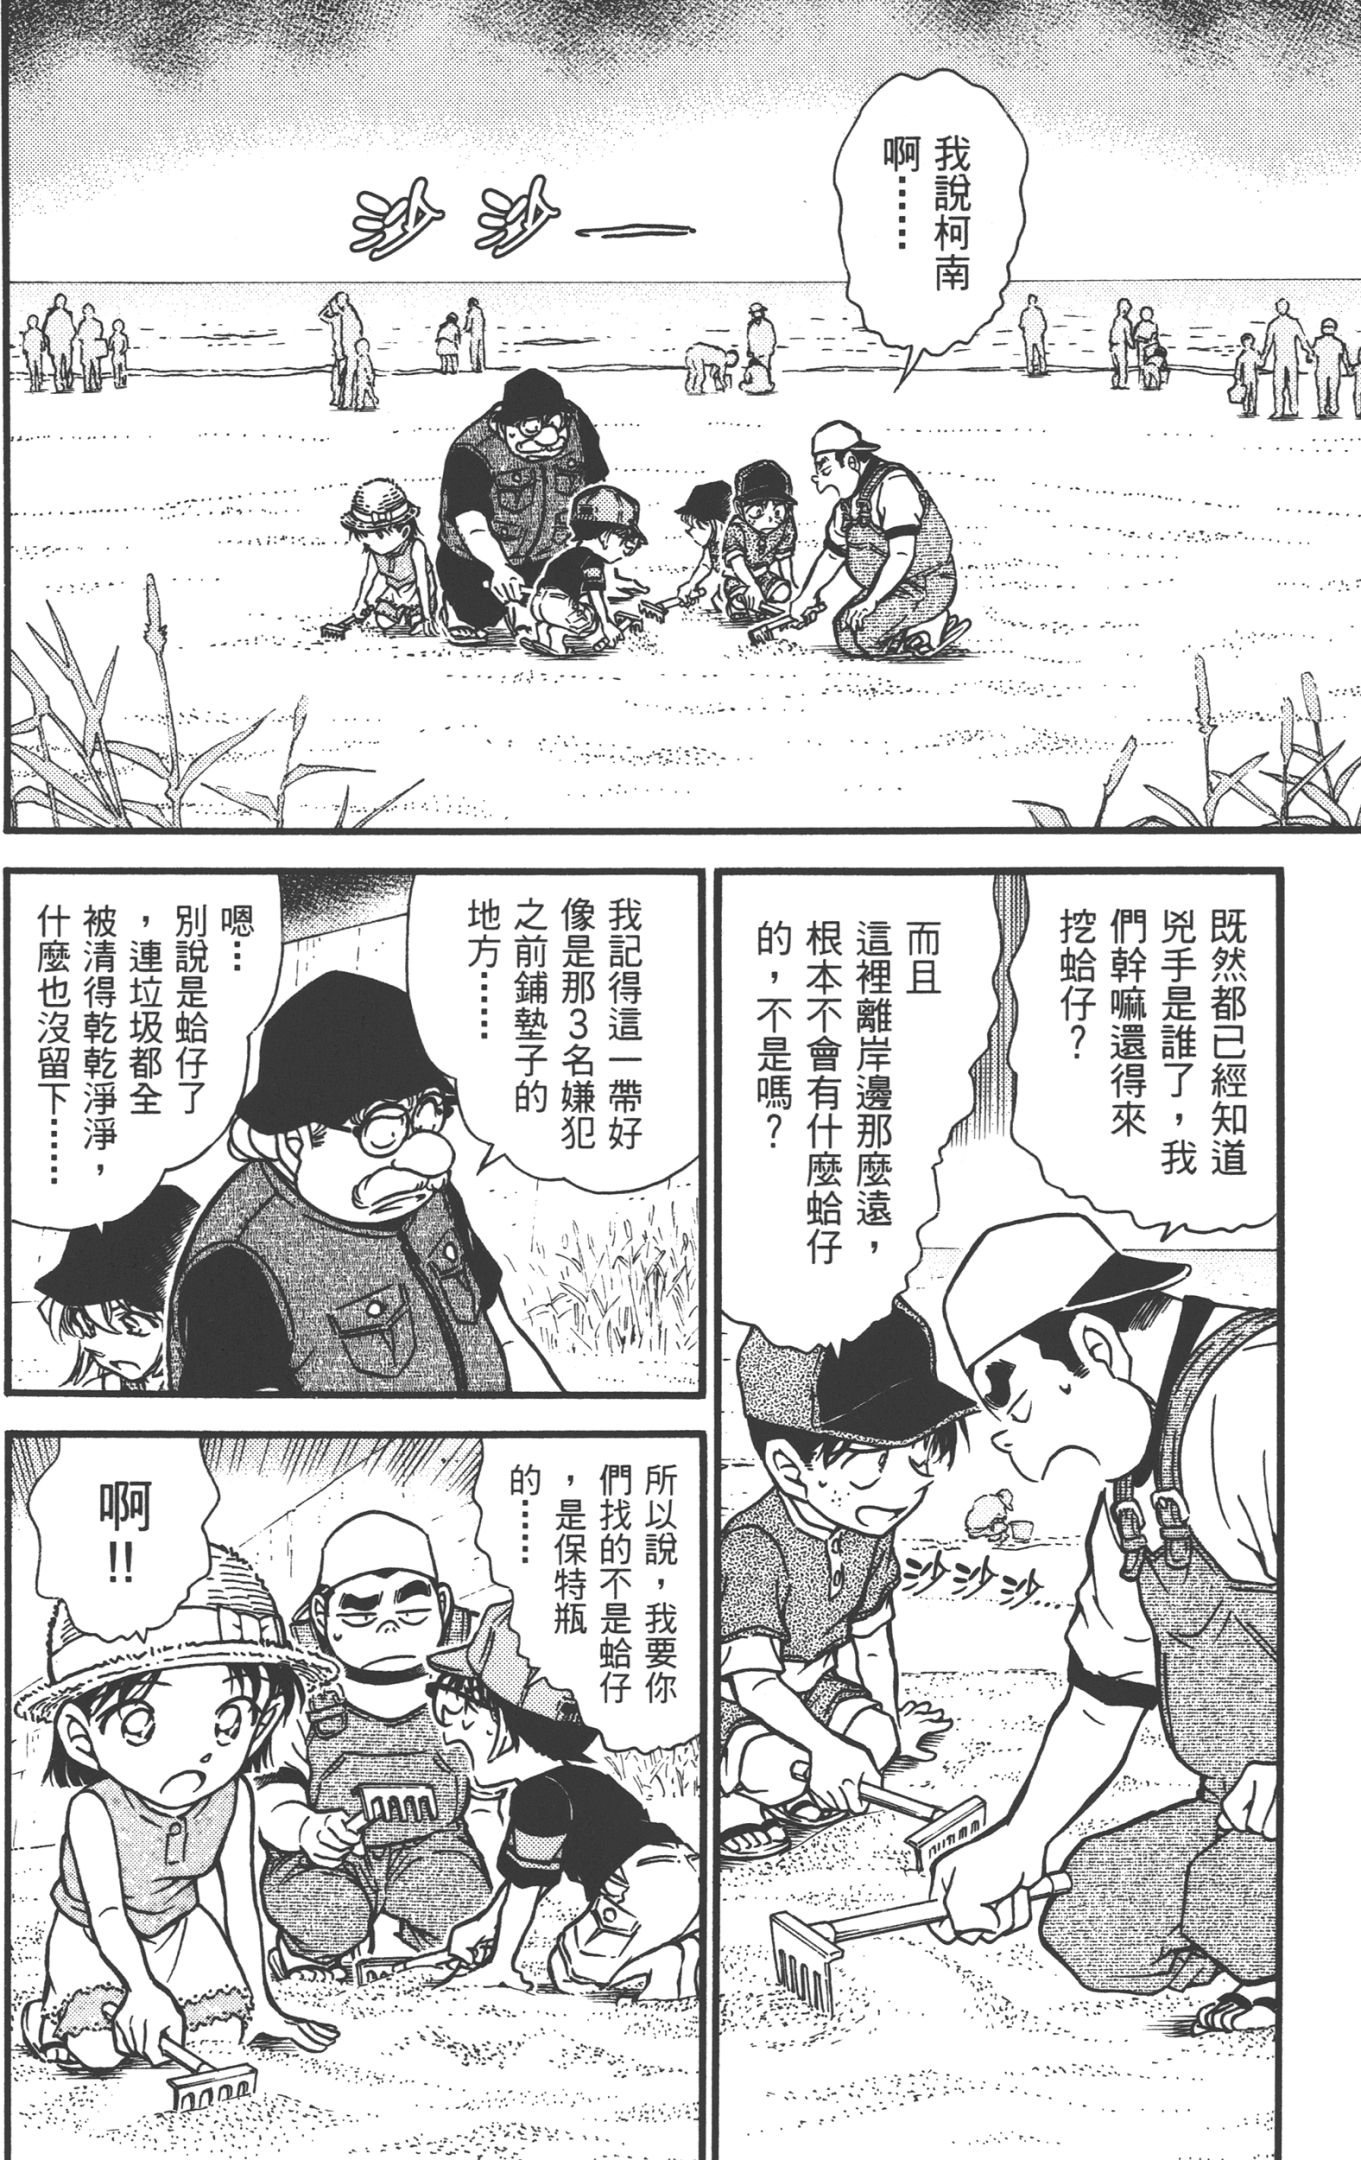 我說柯南
啊……
沙沙—
既然都已經知道
兇手是誰了，我
們幹嘛還得來
挖蛤仔？
而且
這裡離岸邊那麼遠，
根本不會有什麼蛤仔
的，不是嗎？
沙沙沙…
我記得這一帶好
像是那3名嫌犯
之前鋪墊子的
地方……
嗯…
別說是蛤仔了
，連垃圾都全
被清得乾乾淨淨，
什麼也沒留下……
所以說，我要你
們找的不是蛤仔
，是保特瓶
的……
啊!!